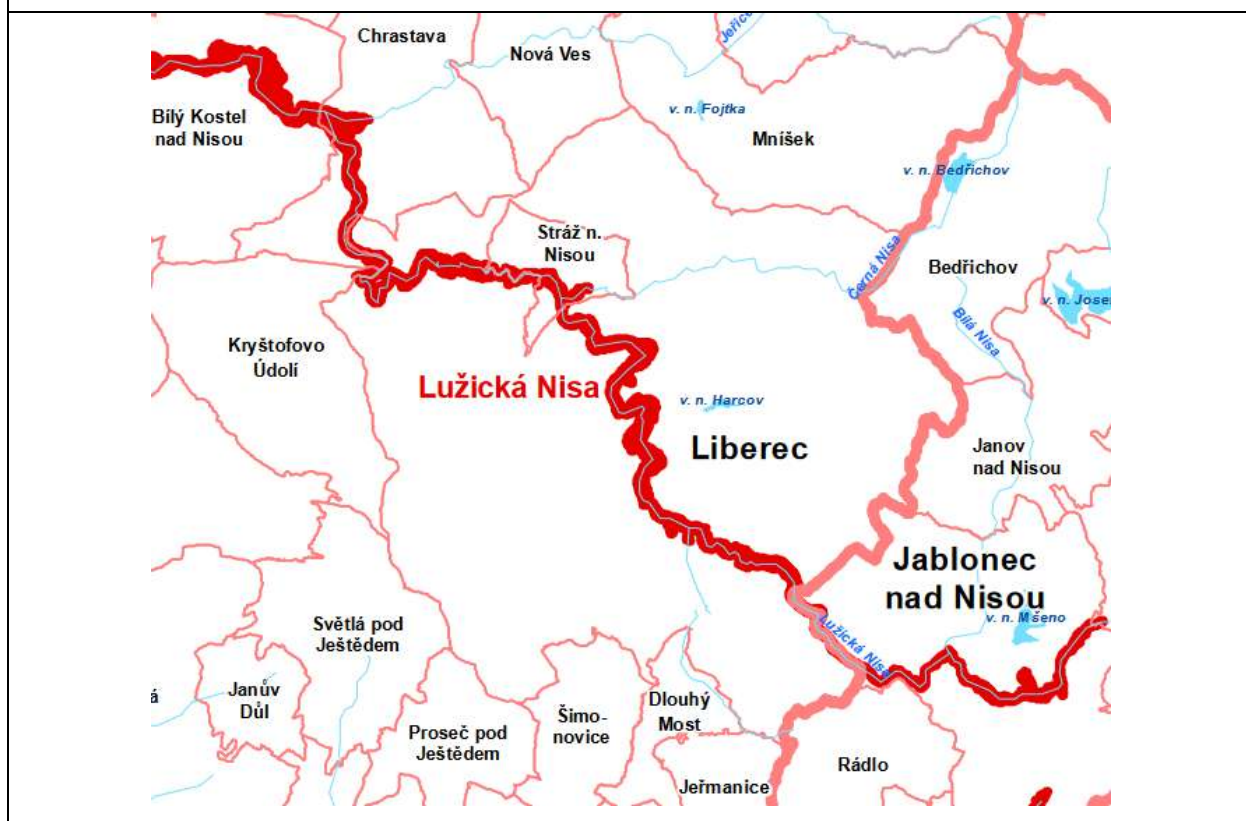 Chrastava
Jeřice
Nová Ves
Bílý Kostel
nad Nisou
v. n. Fojtka
Mníšek
v. n. Bedřichov
Stráž n.
Nisou
Černá Nisa
Bedřichov
v. n. Josef
Bílá Nisa
Kryštofovo
Údolí
Lužická Nisa
v. n. Harcov
Liberec
Janov
nad Nisou
Jablonec
nad Nisou
v. n. Mšeno
Světlá pod
Ještědem
Lužická Nisa
Janův
Důl
á
Dlouhý
Most
Šimo-
novice
Proseč pod
Ještědem
Rádlo
Jeřmanice